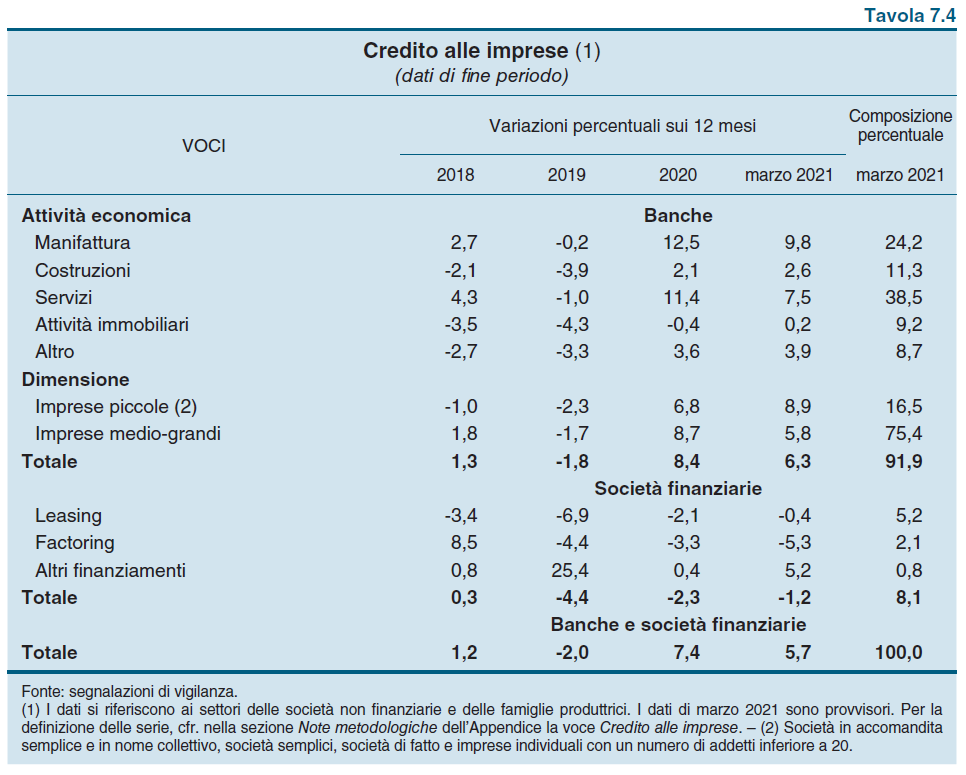 Tavola 7.4
Credito alle imprese (1)
(dati di fine periodo)
VOCI
Variazioni percentuali sui 12 mesi
Composizione
percentuale
2018 2019 2020 marzo 2021 marzo 2021
Attività economica Banche
Manifattura 2,7 -0,2 12,5 9,8 24,2
Costruzioni -2,1 -3,9 2,1 2,6 11,3
Servizi 4,3 -1,0 11,4 7,5 38,5
Attività immobiliari -3,5 -4,3 -0,4 0,2 9,2
Altro -2,7 -3,3 3,6 3,9 8,7
Dimensione
Imprese piccole (2) -1,0 -2,3 6,8 8,9 16,5
Imprese medio-grandi 1,8 -1,7 8,7 5,8 75,4
Totale 1,3 -1,8 8,4 6,3 91,9
Società finanziarie
Leasing -3,4 -6,9 -2,1 -0,4 5,2
Factoring 8,5 -4,4 -3,3 -5,3 2,1
Altri finanziamenti 0,8 25,4 0,4 5,2 0,8
Totale 0,3 -4,4 -2,3 -1,2 8,1
Banche e società finanziarie
Totale 1,2 -2,0 7,4 5,7 100,0
Fonte: segnalazioni di vigilanza.
(1) I dati si riferiscono ai settori delle società non finanziarie e delle famiglie produttrici. I dati di marzo 2021 sono provvisori. Per la
definizione delle serie, cfr. nella sezione Note metodologiche dell'Appendice la voce Credito alle imprese. – (2) Società in accomandita
semplice e in nome collettivo, società semplici, società di fatto e imprese individuali con un numero di addetti inferiore a 20.